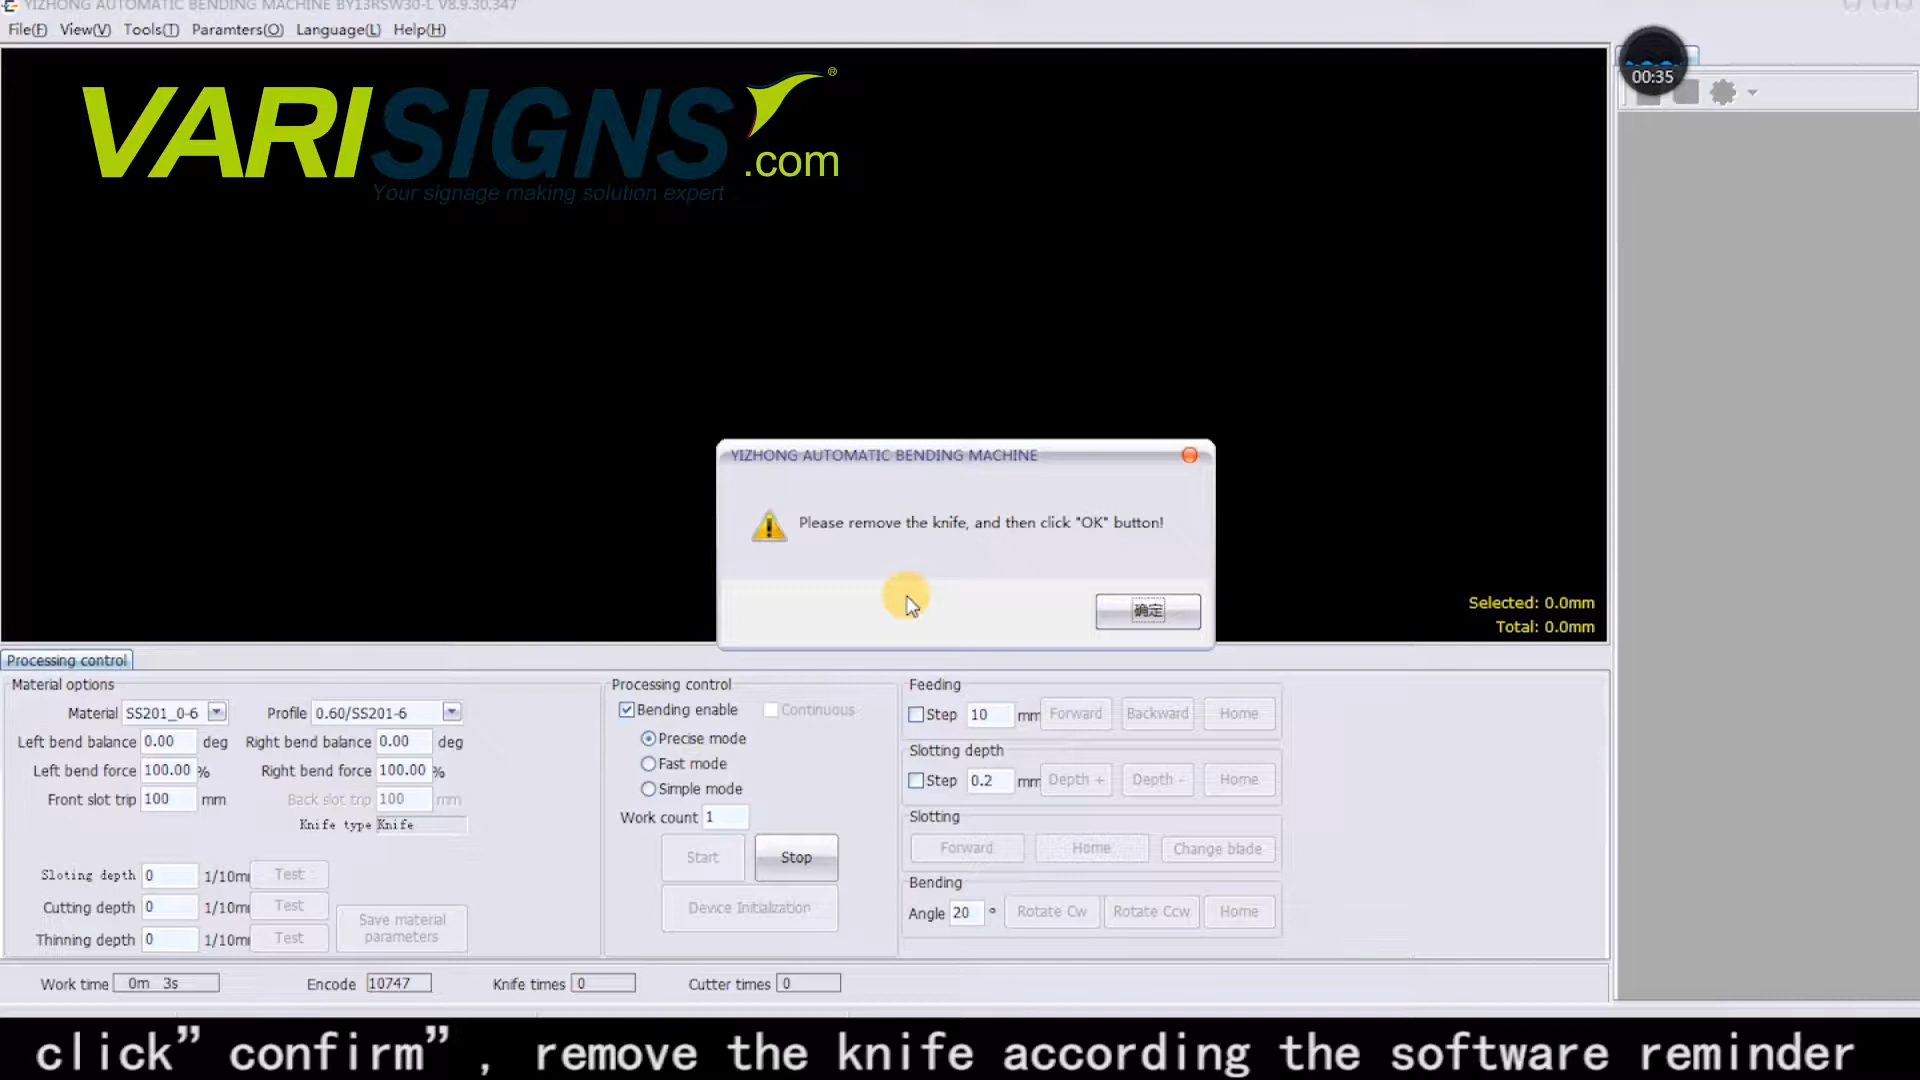 YIZHONG AUTOMATIC BENDING MACHINE BY13RSW30-L V8.9.30.347
File(F) View(V) Tools(T) Paramters(O) Language(L) Help(H)
00:35
VARISIGNS®.com
Your signage making solution expert
YIZHONG AUTOMATIC BENDING MACHINE
Please remove the knife, and then click "OK" button!
确定
Selected: 0.0mm
Total: 0.0mm
Processing control
Material options
Material SS201_0-6 Profile 0.60/SS201-6
Left bend balance 0.00 deg Right bend balance 0.00 deg
Left bend force 100.00 % Right bend force 100.00 %
Front slot trip 100 mm Back slot trip 100 mm
Knife type Knife
Sloting depth 0 1/10m Test
Cutting depth 0 1/10m Test
Thinning depth 0 1/10m Test
Save material
parameters
Processing control
Bending enable Continuous
Precise mode
Fast mode
Simple mode
Work count 1
Start Stop
Device Initialization
Feeding
Step 10 mm Forward Backward Home
Slotting depth
Step 0.2 mm Depth + Depth - Home
Slotting
Forward Home Change blade
Bending
Angle 20 ° Rotate Cw Rotate Ccw Home
Work time 0m 3s Encode 10747 Knife times 0 Cutter times 0
click”confirm”, remove the knife according the software reminder